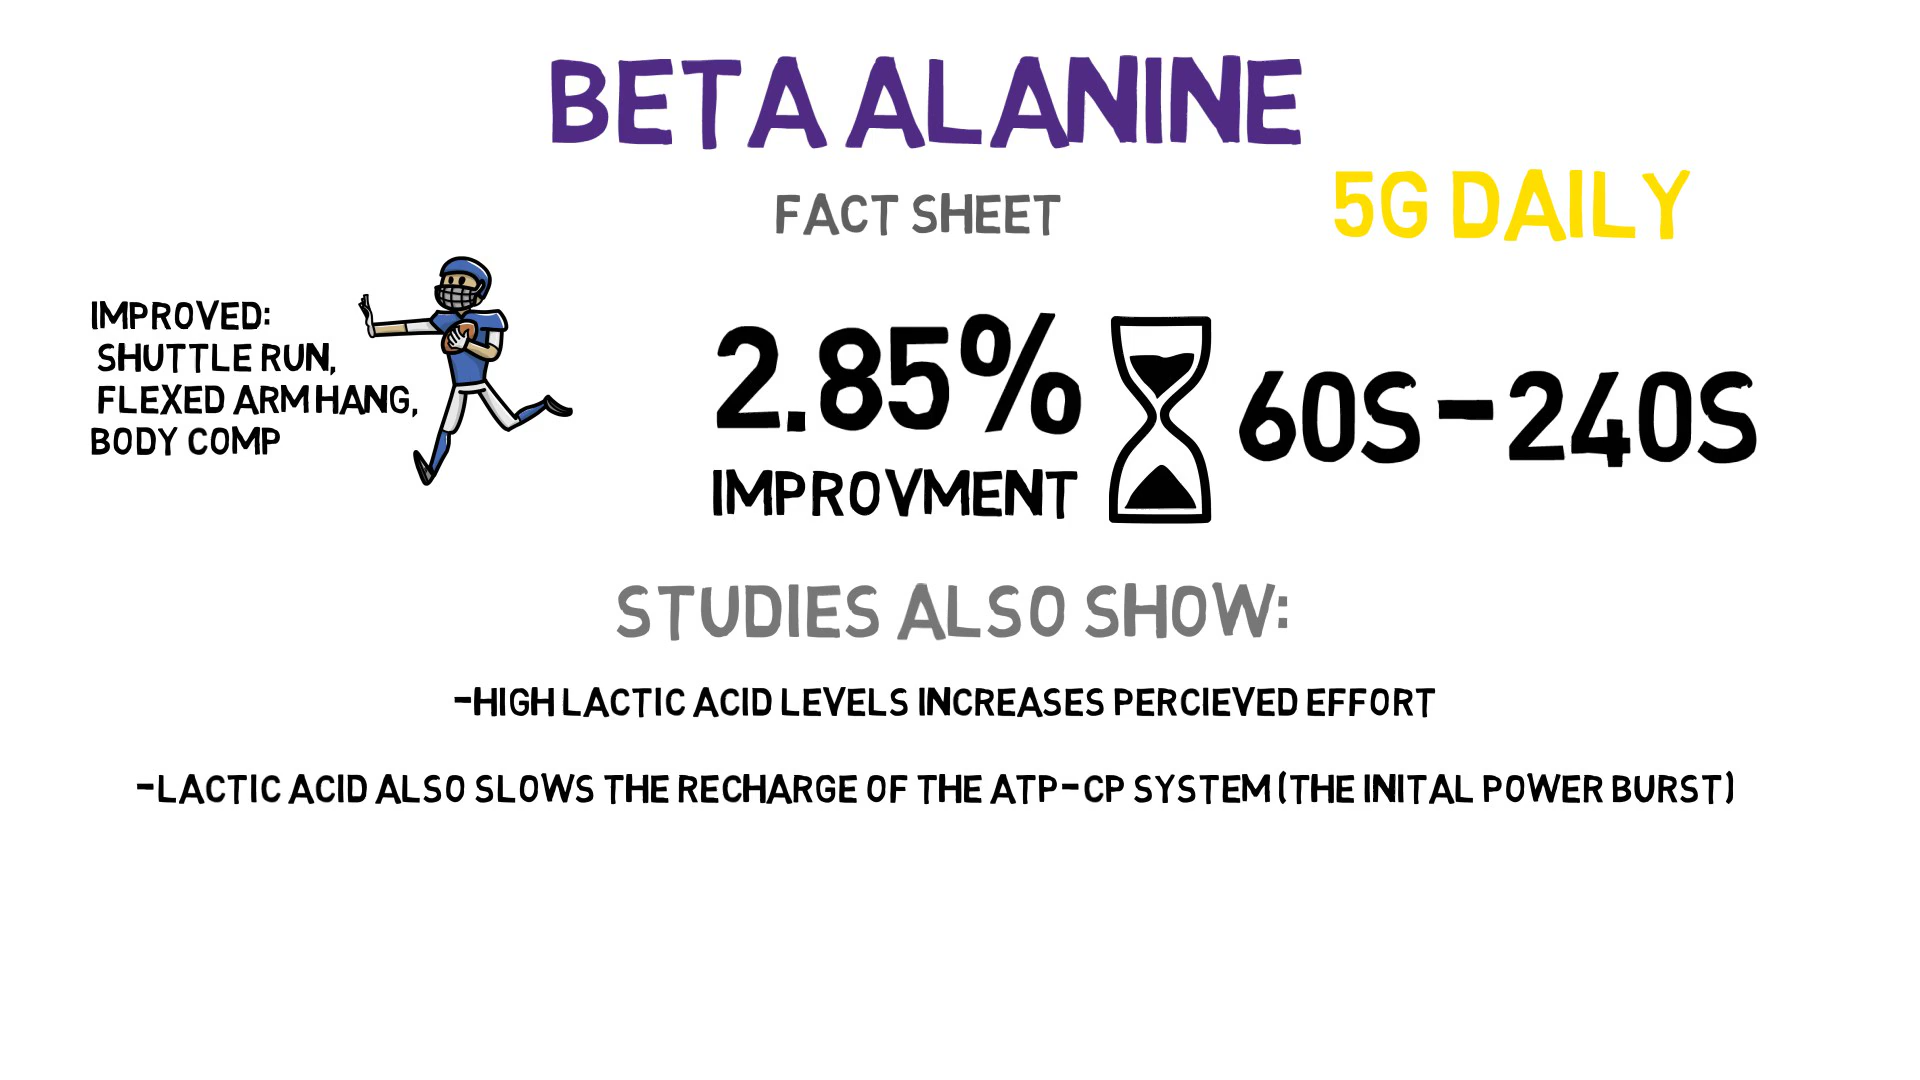 BETA ALANINE
FACT SHEET
5G DAILY
IMPROVED:
SHUTTLE RUN,
FLEXED ARM HANG,
BODY COMP
2.85%
IMPROVMENT
60S-240S
STUDIES ALSO SHOW:
-HIGH LACTIC ACID LEVELS INCREASES PERCIEVED EFFORT
-LACTIC ACID ALSO SLOWS THE RECHARGE OF THE ATP-CP SYSTEM (THE INITAL POWER BURST)